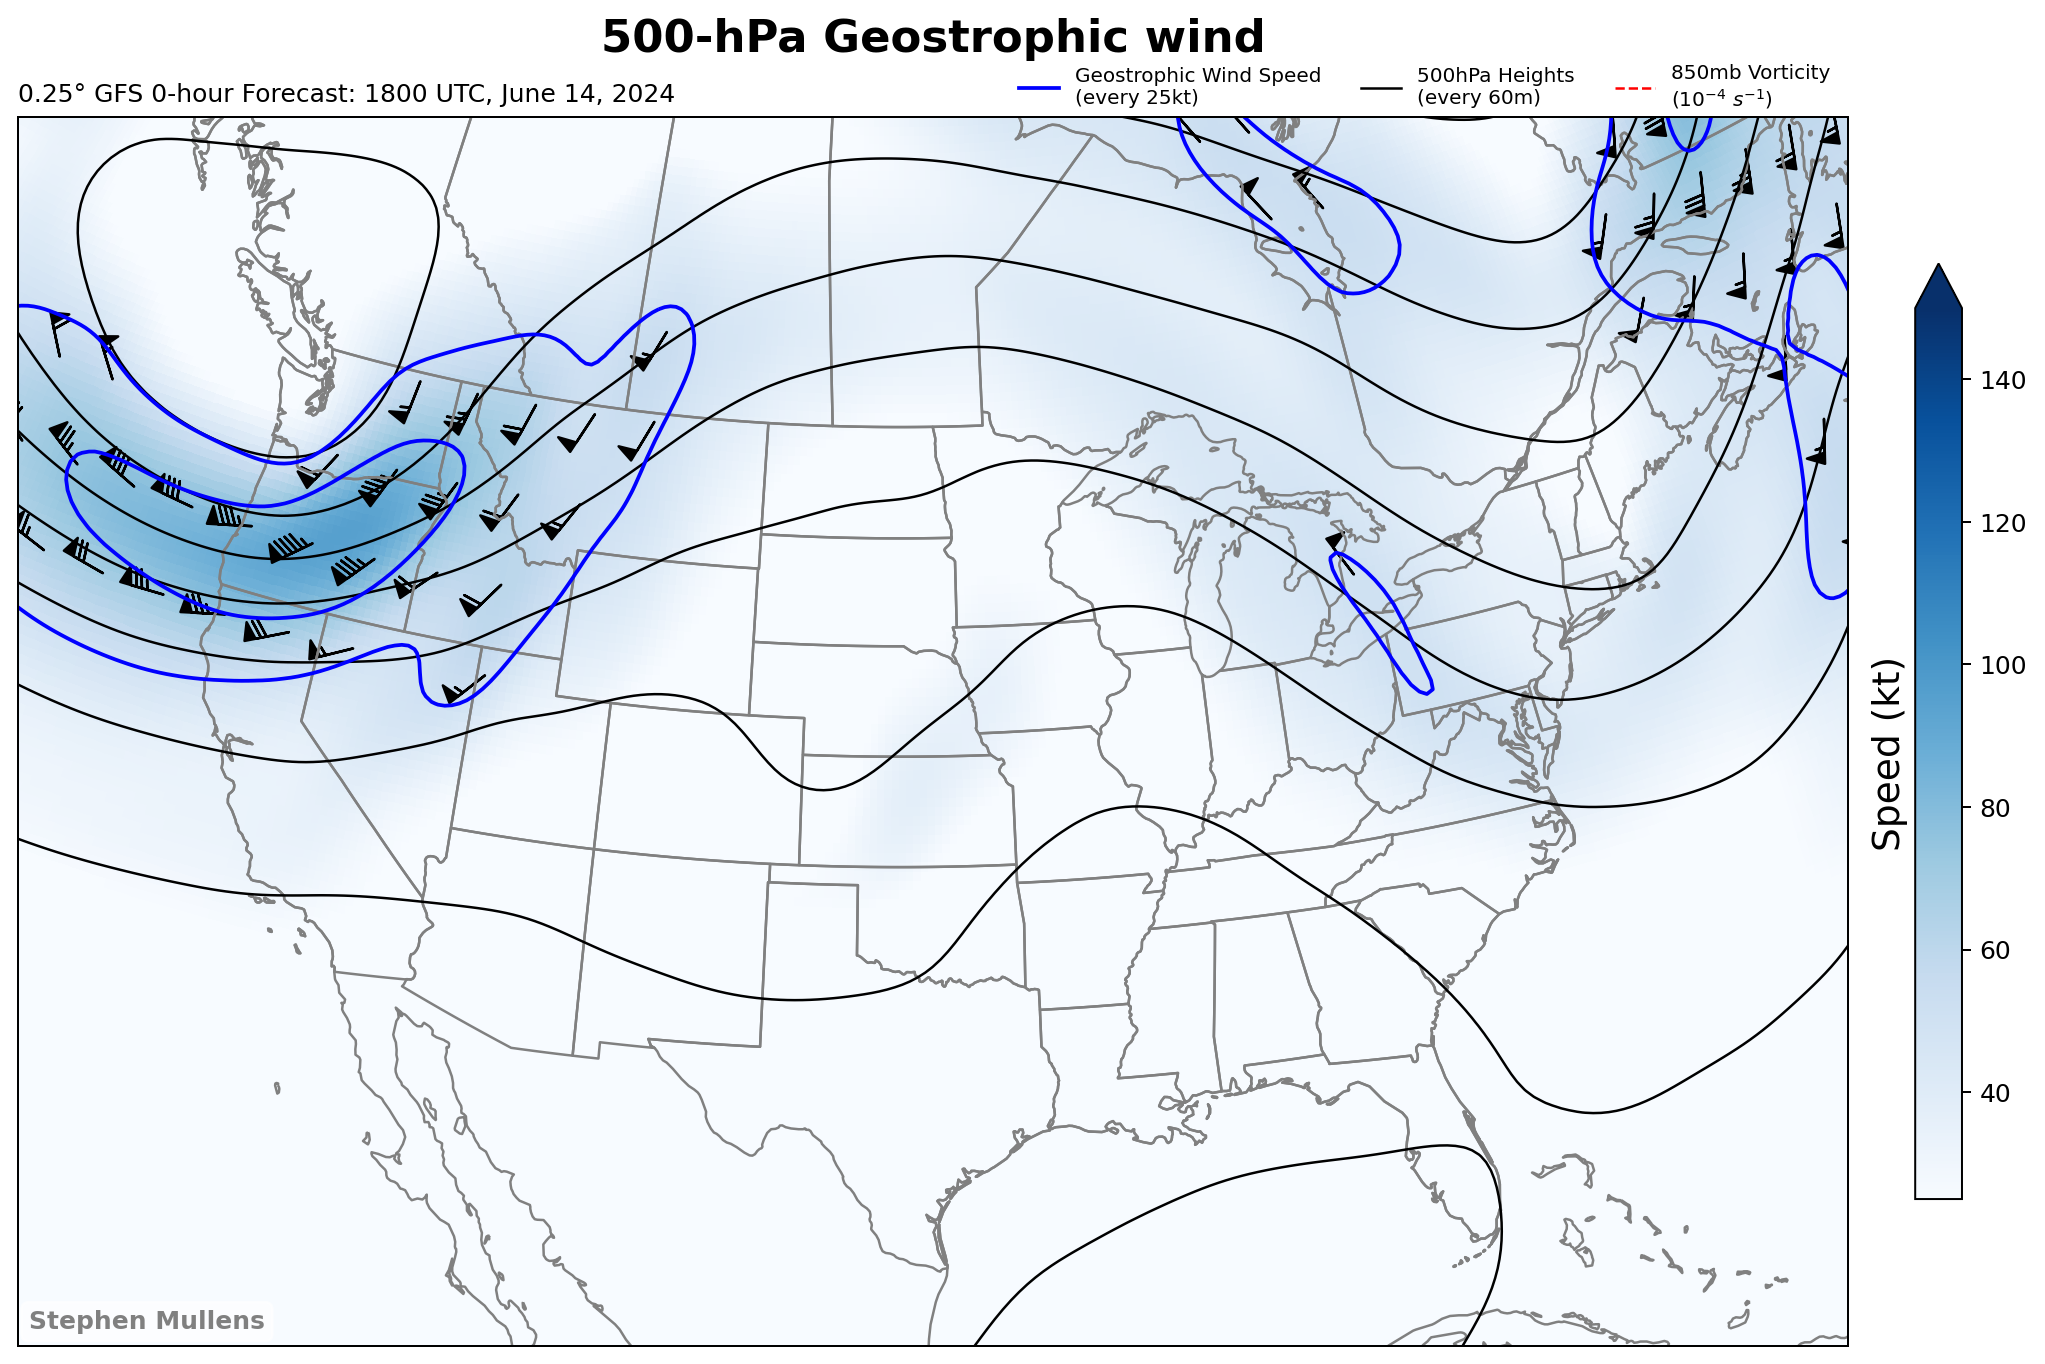 500-hPa Geostrophic wind
0.25° GFS 0-hour Forecast: 1800 UTC, June 14, 2024
Geostrophic Wind Speed
(every 25kt)
500hPa Heights
(every 60m)
850mb Vorticity
(10⁻⁴ s⁻¹)
140
120
100
80
60
40
Speed (kt)
Stephen Mullens